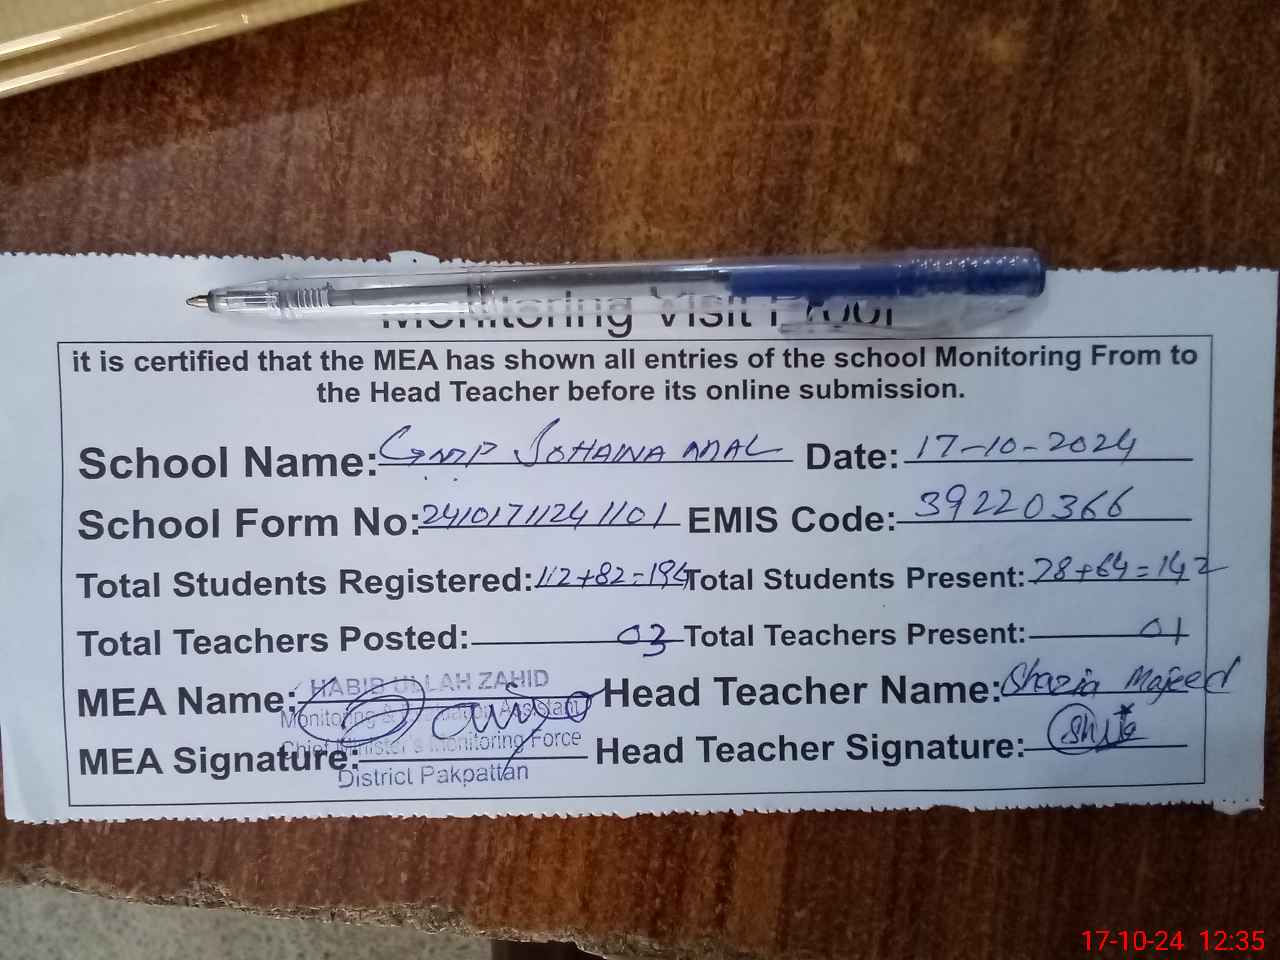 Monitoring Visit Proof
it is certified that the MEA has shown all entries of the school Monitoring From to
the Head Teacher before its online submission.
School Name: GMP SOHAINA MAL Date: 17-10-2024
School Form No: 24101711241101 EMIS Code: 39220366
Total Students Registered: 112+82=194 Total Students Present: 78+64=142
Total Teachers Posted: 03 Total Teachers Present: 01
MEA Name: HABIB ULLAH ZAHID Head Teacher Name: Shazia Majeed
Monitoring & Evaluation Assistant
Chief Minister's Monitoring Force
MEA Signature: Head Teacher Signature:
District Pakpattan
17-10-24 12:35